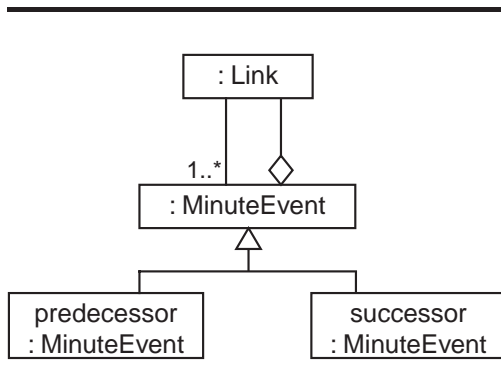 : Link
1..*
: MinuteEvent
predecessor
: MinuteEvent
successor
: MinuteEvent